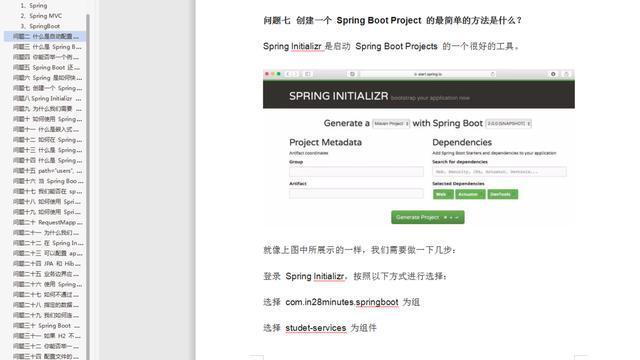 1、Spring
2、Spring MVC
3、SpringBoot
问题二 什么是自动配置...
问题三 什么是 Spring B...
问题四 你能否举一个例...
问题五 Spring Boot 还...
问题六 Spring 是如何快...
问题七 创建一个 Spring...
问题八 Spring Initializr ...
问题九 为什么我们需要 ...
问题十 如何使用 Spring...
问题十一 什么是嵌入式...
问题十二 如何在 Spring...
问题十三 什么是 Spring...
问题十四 什么是 Spring...
问题十五 path="users", ...
问题十六 当 Spring Boo...
问题十七 我们能否在 sp...
问题十八 如何使用 Spri...
问题十九 如何使用 Spri...
问题二十 RequestMapp...
问题二十一 为什么我们...
问题二十二 在 Spring In...
问题二十三 可以配置 ap...
问题二十四 JPA 和 Hib...
问题二十五 业务边界应...
问题二十六 使用 Spring...
问题二十七 如何不通过...
问题二十八 指定的数据...
问题二十九 我们如何连...
问题三十 Spring Boot ...
问题三十一 如果 H2 不...
问题三十二 你能否举一...
问题三十三 配置文件的...
问题七 创建一个 Spring Boot Project 的最简单的方法是什么？
Spring Initializr 是启动 Spring Boot Projects 的一个很好的工具。
start.spring.io
SPRING INITIALIZR bootstrap your application now
Generate a Maven Project with Spring Boot 2.0.0 (SNAPSHOT)
Project Metadata
Artifact coordinates
Group
Artifact
Dependencies
Add Spring Boot Starters and dependencies to your application
Search for dependencies
Web, Security, JPA, Actuator, Devtools...
Selected Dependencies
Web Actuator DevTools
Generate Project
就像上图中所展示的一样，我们需要做一下几步：
登录 Spring Initializr，按照以下方式进行选择：
选择 com.in28minutes.springboot 为组
选择 studet-services 为组件